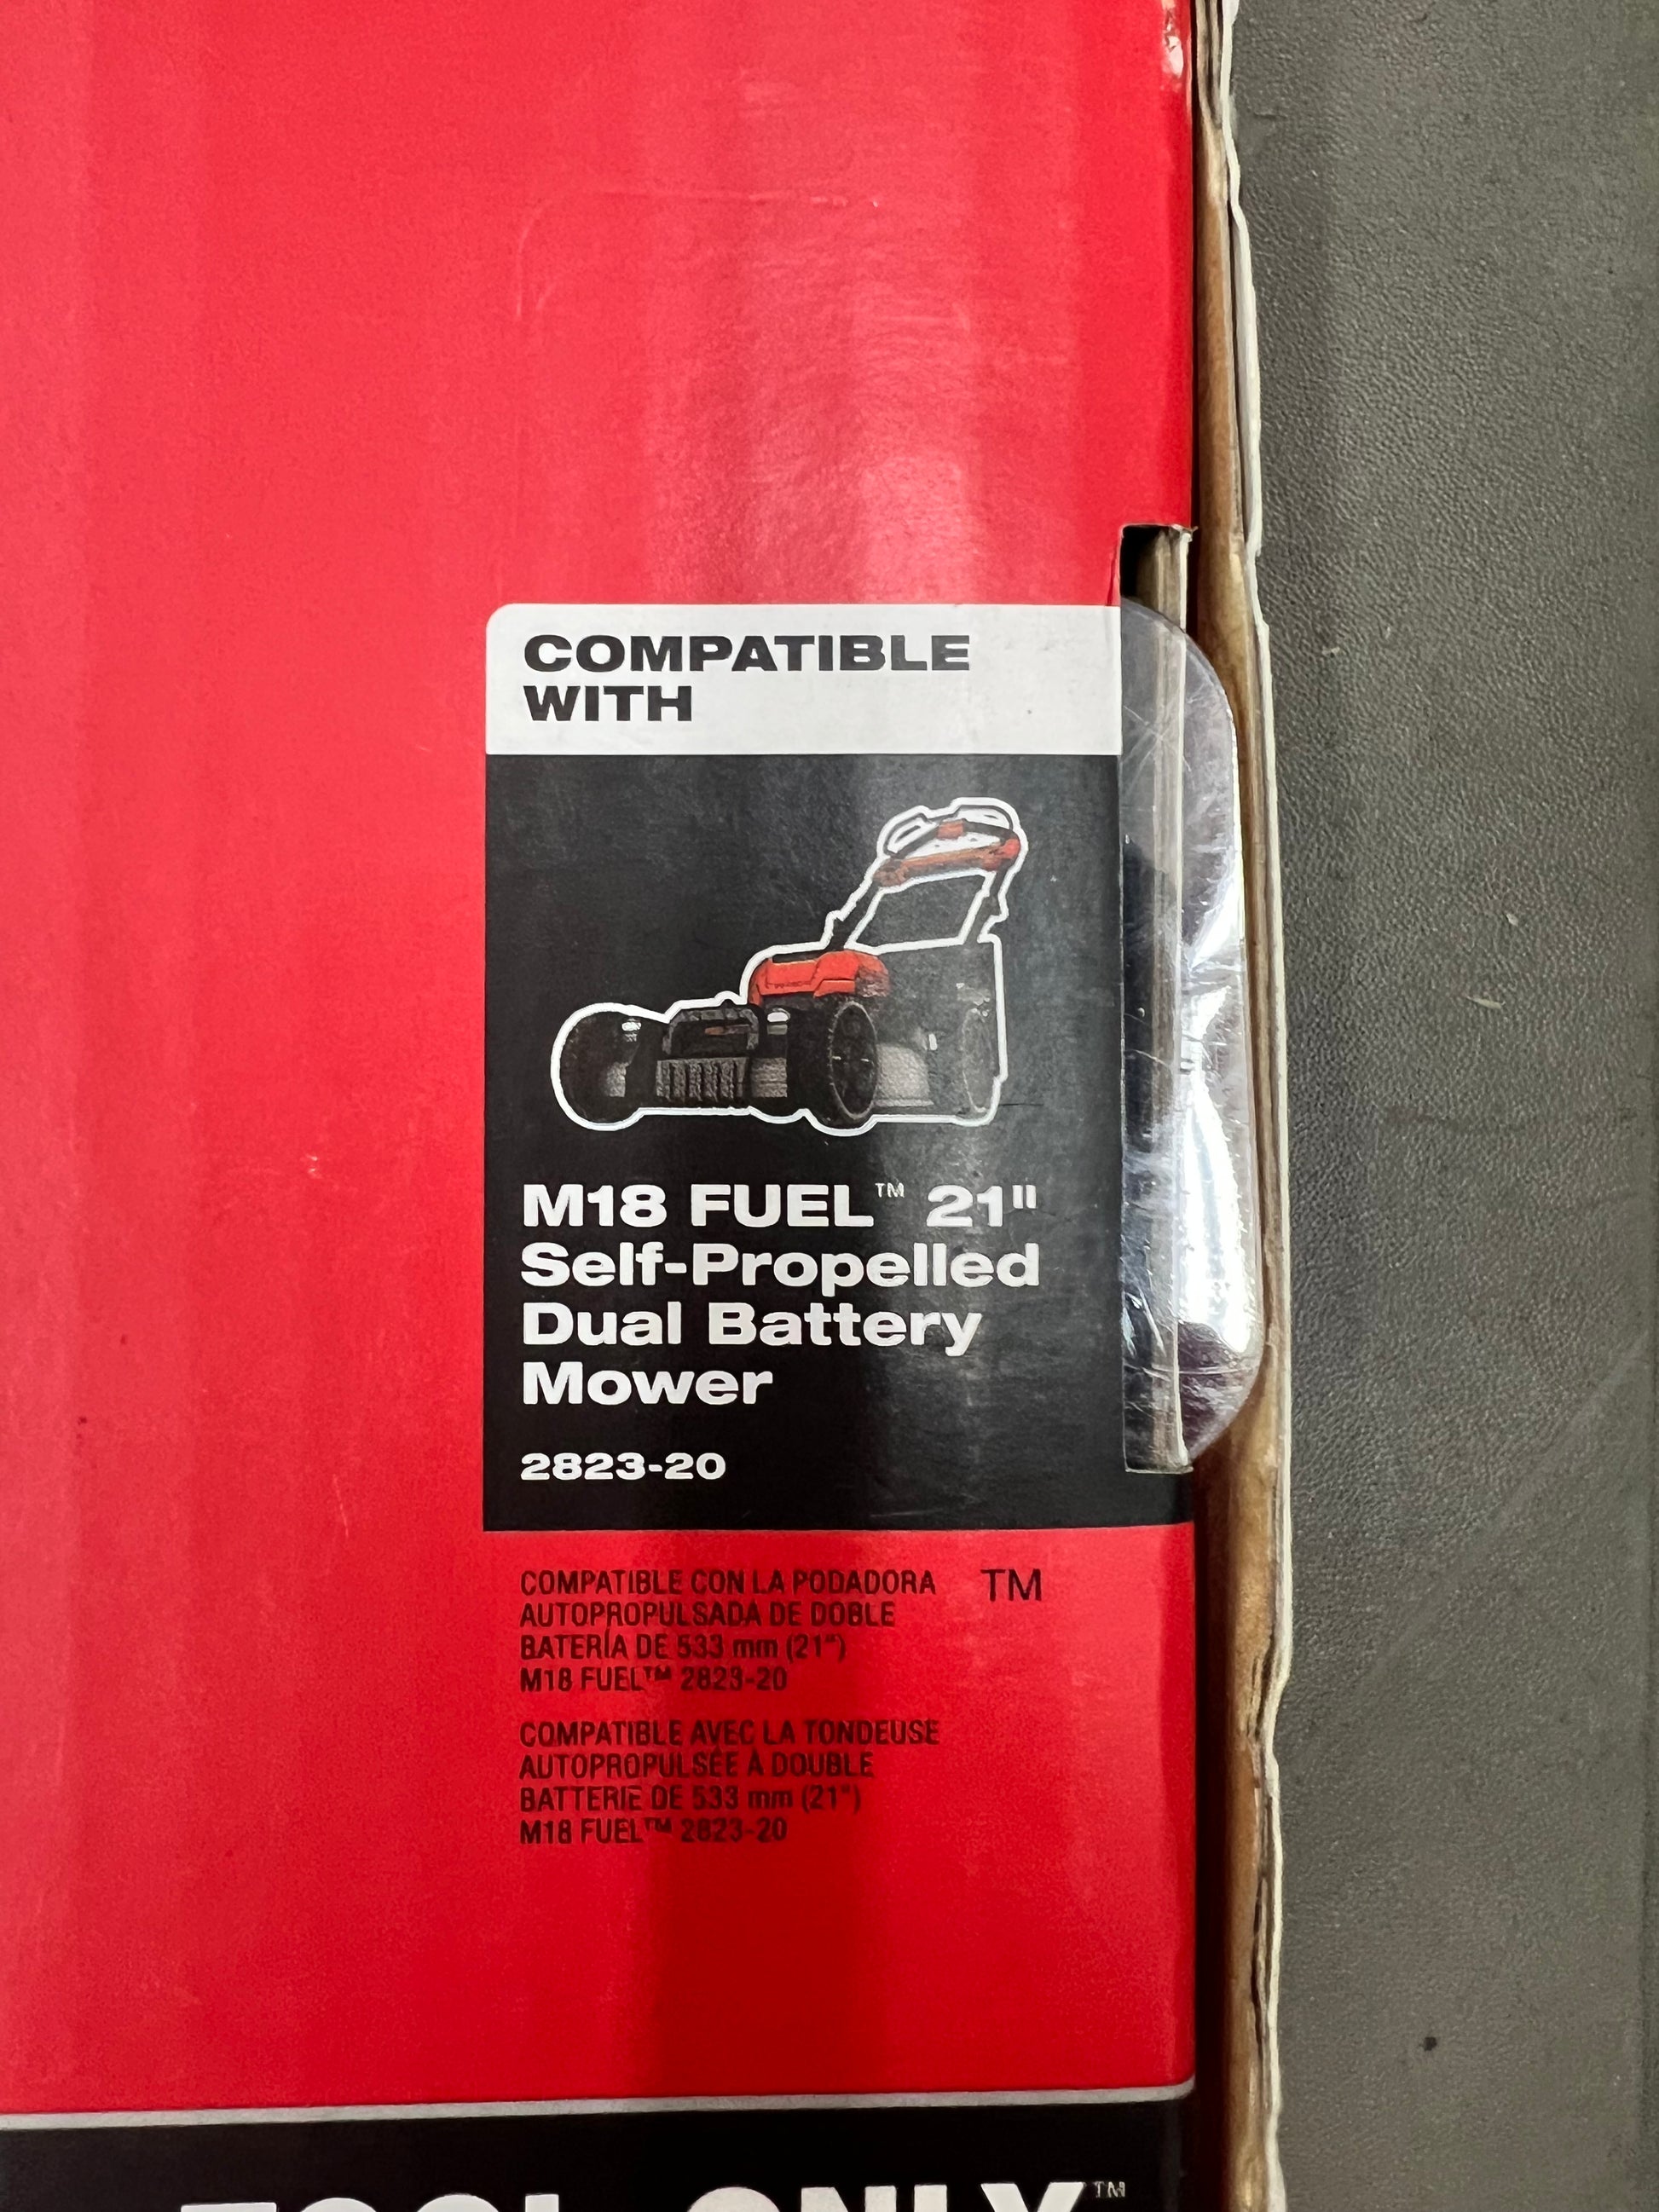 COMPATIBLE
WITH
M18 FUEL™ 21"
Self-Propelled
Dual Battery
Mower
2823-20
COMPATIBLE CON LA PODADORA TM
AUTOPROPULSADA DE DOBLE
BATERÍA DE 533 mm (21")
M18 FUEL™ 2823-20
COMPATIBLE AVEC LA TONDEUSE
AUTOPROPULSÉE À DOUBLE
BATTERIE DE 533 mm (21")
M18 FUEL™ 2823-20
TOOL-ONLY™